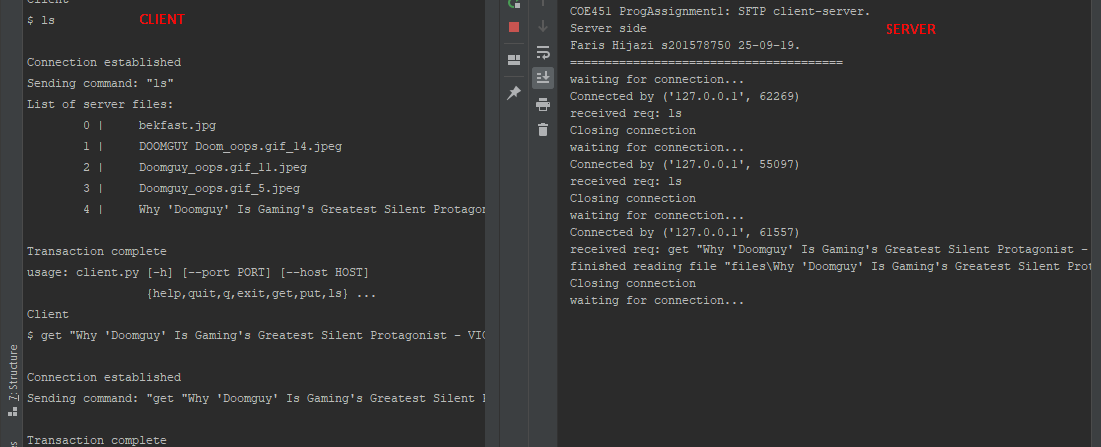 Client
$ ls
CLIENT
Connection established
Sending command: "ls"
List of server files:
0 | bekfast.jpg
1 | DOOMGUY Doom_oops.gif_14.jpeg
2 | Doomguy_oops.gif_11.jpeg
3 | Doomguy_oops.gif_5.jpeg
4 | Why 'Doomguy' Is Gaming's Greatest Silent Protagon
Transaction complete
usage: client.py [-h] [--port PORT] [--host HOST]
{help,quit,q,exit,get,put,ls} ...
Client
$ get "Why 'Doomguy' Is Gaming's Greatest Silent Protagonist - VIC
Connection established
Sending command: "get "Why 'Doomguy' Is Gaming's Greatest Silent
Transaction complete
7: Structure
COE451 ProgAssignment1: SFTP client-server.
Server side
SERVER
Faris Hijazi s201578750 25-09-19.
=======================================
waiting for connection...
Connected by ('127.0.0.1', 62269)
received req: ls
Closing connection
waiting for connection...
Connected by ('127.0.0.1', 55097)
received req: ls
Closing connection
waiting for connection...
Connected by ('127.0.0.1', 61557)
received req: get "Why 'Doomguy' Is Gaming's Greatest Silent Protagonist -
finished reading file "files\Why 'Doomguy' Is Gaming's Greatest Silent Prot
Closing connection
waiting for connection...